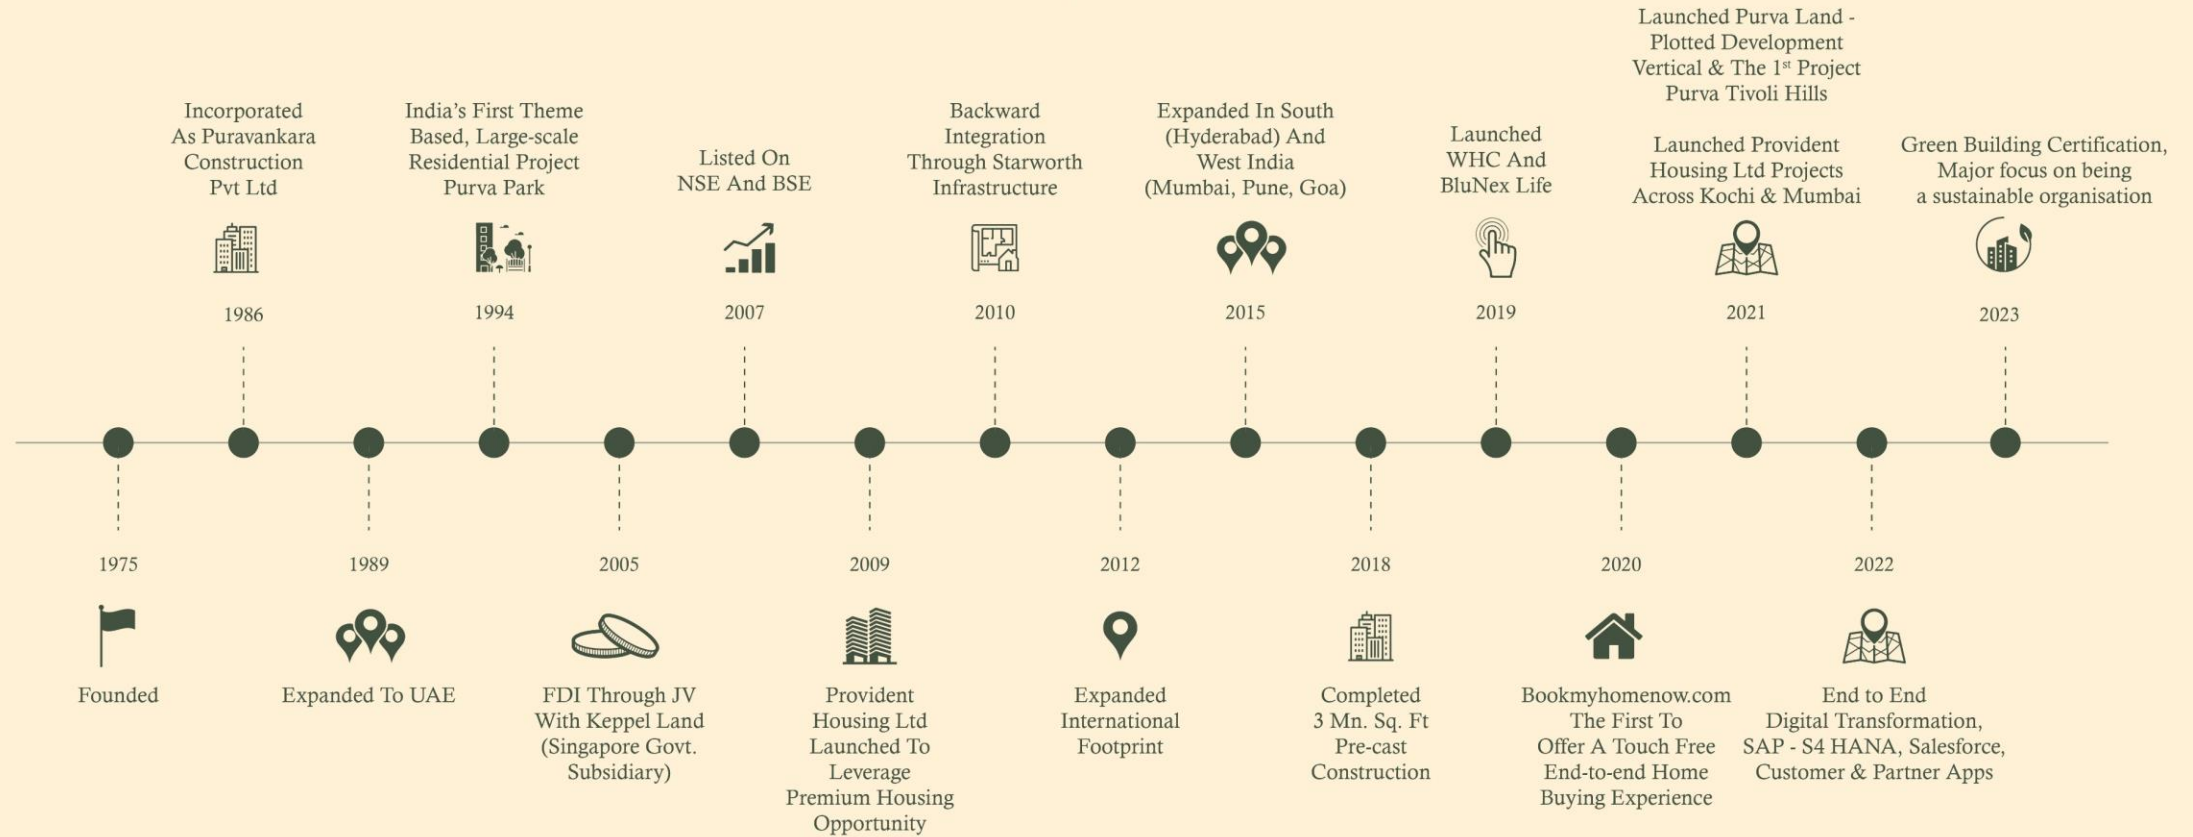 Incorporated
As Puravankara
Construction
Pvt Ltd
1986
India's First Theme
Based, Large-scale
Residential Project
Purva Park
1994
Listed On
NSE And BSE
2007
Backward
Integration
Through Starworth
Infrastructure
2010
Expanded In South
(Hyderabad) And
West India
(Mumbai, Pune, Goa)
2015
Launched
WHC And
BluNex Life
2019
Launched Purva Land -
Plotted Development
Vertical & The 1st Project
Purva Tivoli Hills
Launched Provident
Housing Ltd Projects
Across Kochi & Mumbai
2021
Green Building Certification,
Major focus on being
a sustainable organisation
2023
1975
Founded
1989
Expanded To UAE
2005
FDI Through JV
With Keppel Land
(Singapore Govt.
Subsidiary)
2009
Provident
Housing Ltd
Launched To
Leverage
Premium Housing
Opportunity
2012
Expanded
International
Footprint
2018
Completed
3 Mn. Sq. Ft
Pre-cast
Construction
2020
Bookmyhomenow.com
The First To
Offer A Touch Free
End-to-end Home
Buying Experience
2022
End to End
Digital Transformation,
SAP - S4 HANA, Salesforce,
Customer & Partner Apps